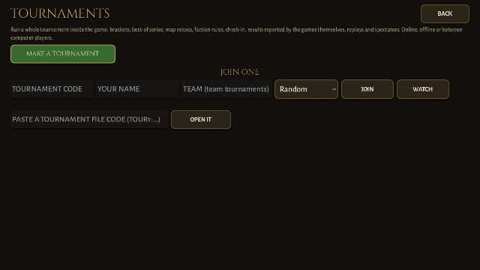 TOURNAMENTS
BACK
Run a whole tournament inside the game: brackets, best-of series, map vetoes, faction rules, check-in, results reported by the games themselves, replays and spectators. Online, offline or between
computer players.
MAKE A TOURNAMENT
JOIN ONE
TOURNAMENT CODE YOUR NAME TEAM (team tournaments) Random JOIN WATCH
PASTE A TOURNAMENT FILE CODE (TOUR1:...) OPEN IT